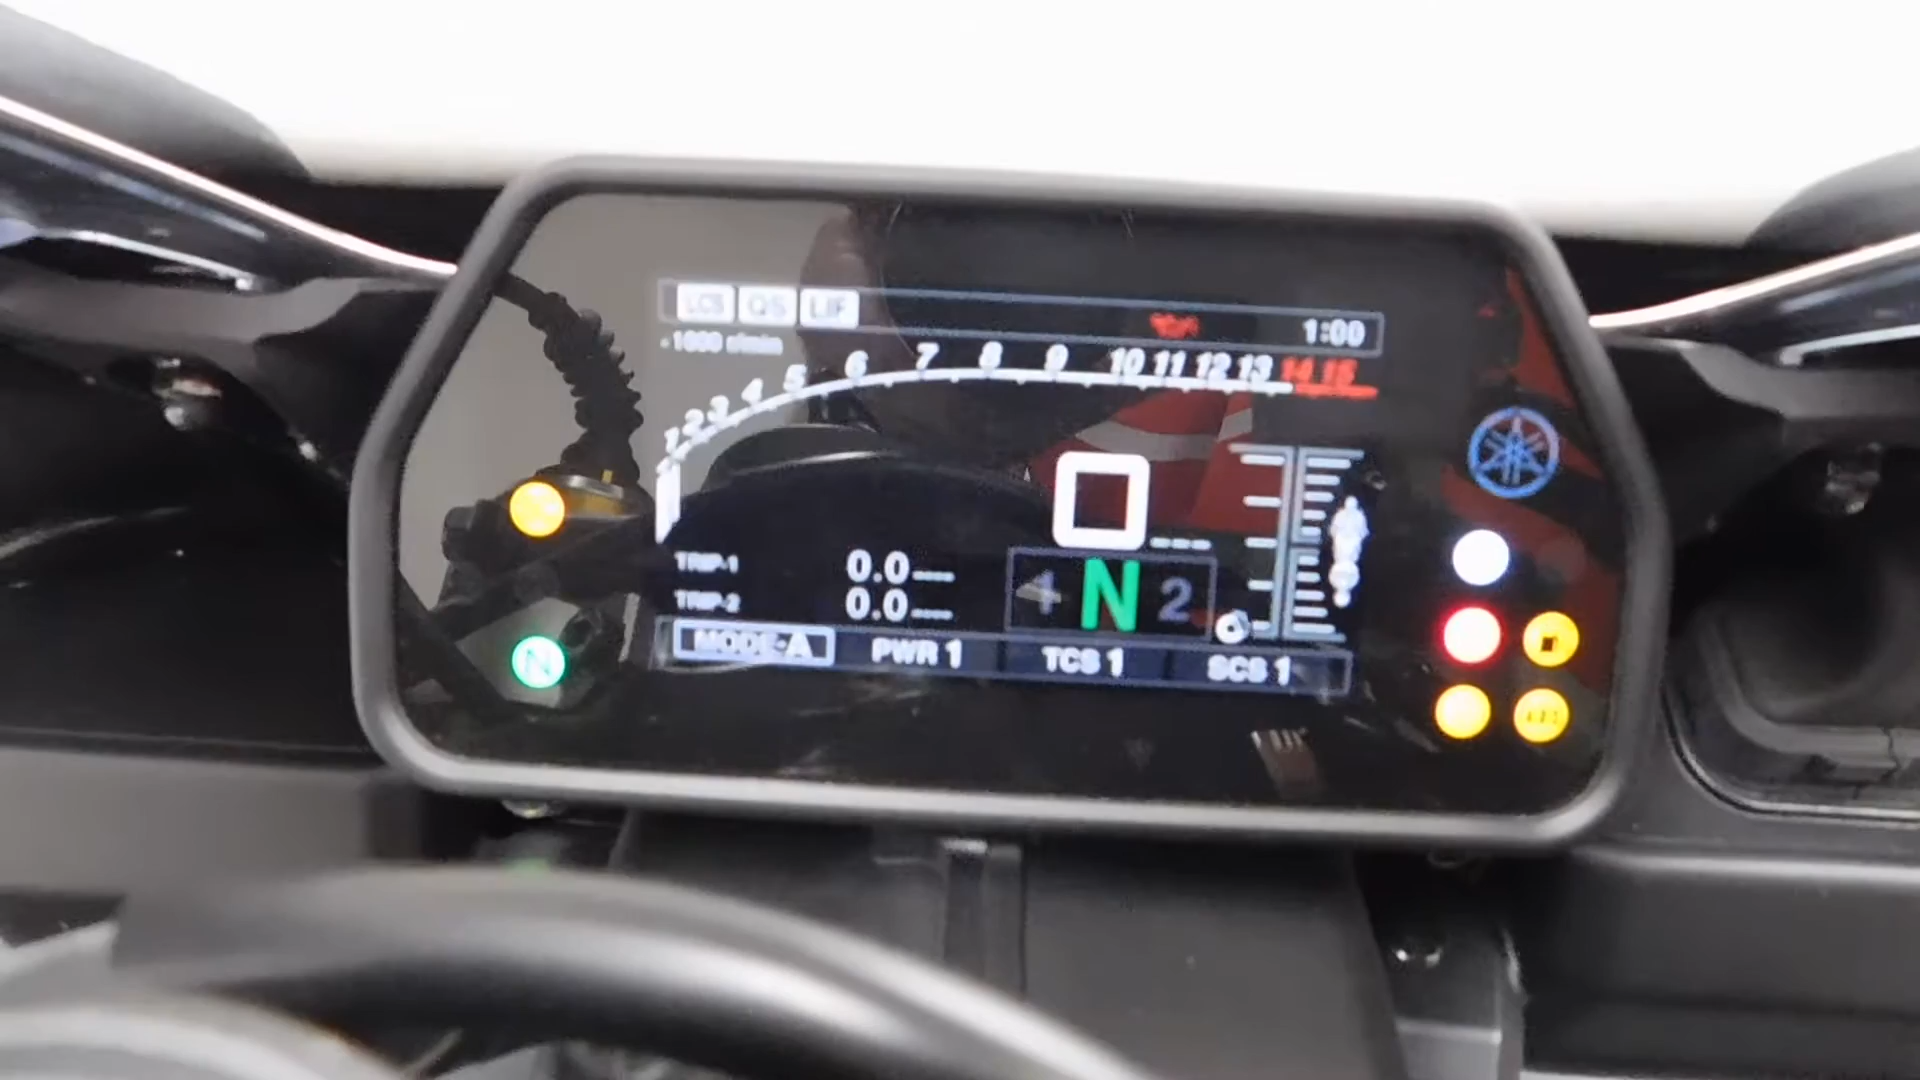 LCS QS LIF
1:00
1000 r/min
1 2 3 4 5 6 7 8 9 10 11 12 13 14 15
0
TRIP-1 0.0
TRIP-2 0.0
1 N 2
MODE-A PWR 1 TCS 1 SCS 1
N
ABS